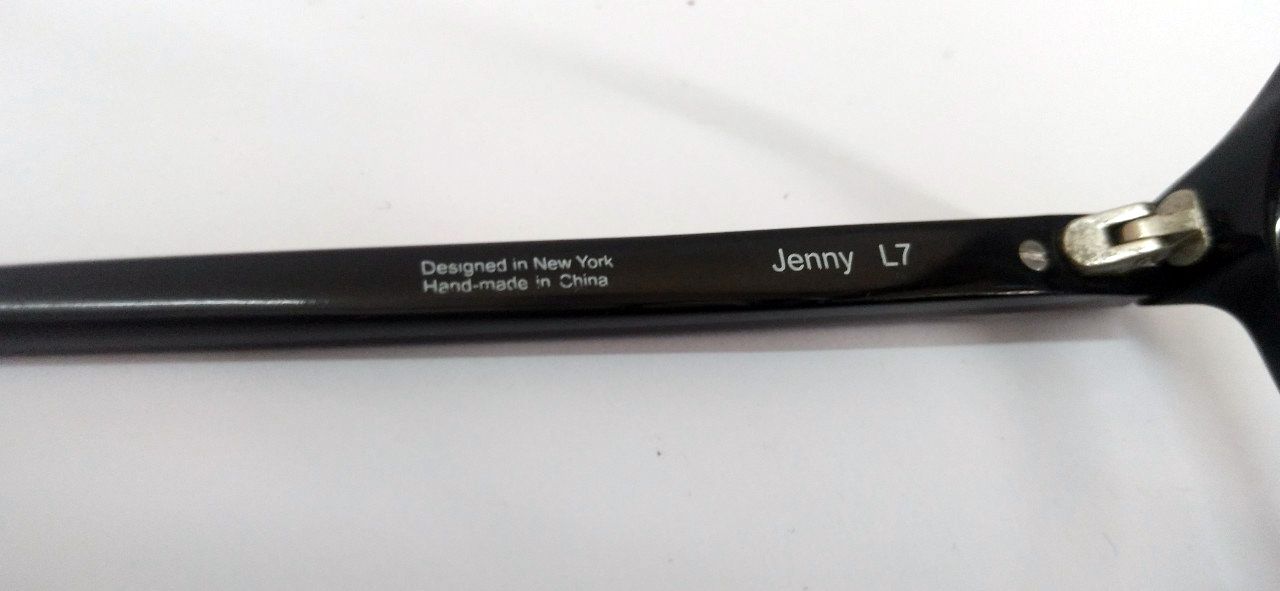 Designed in New York
Hand-made in China
Jenny L7